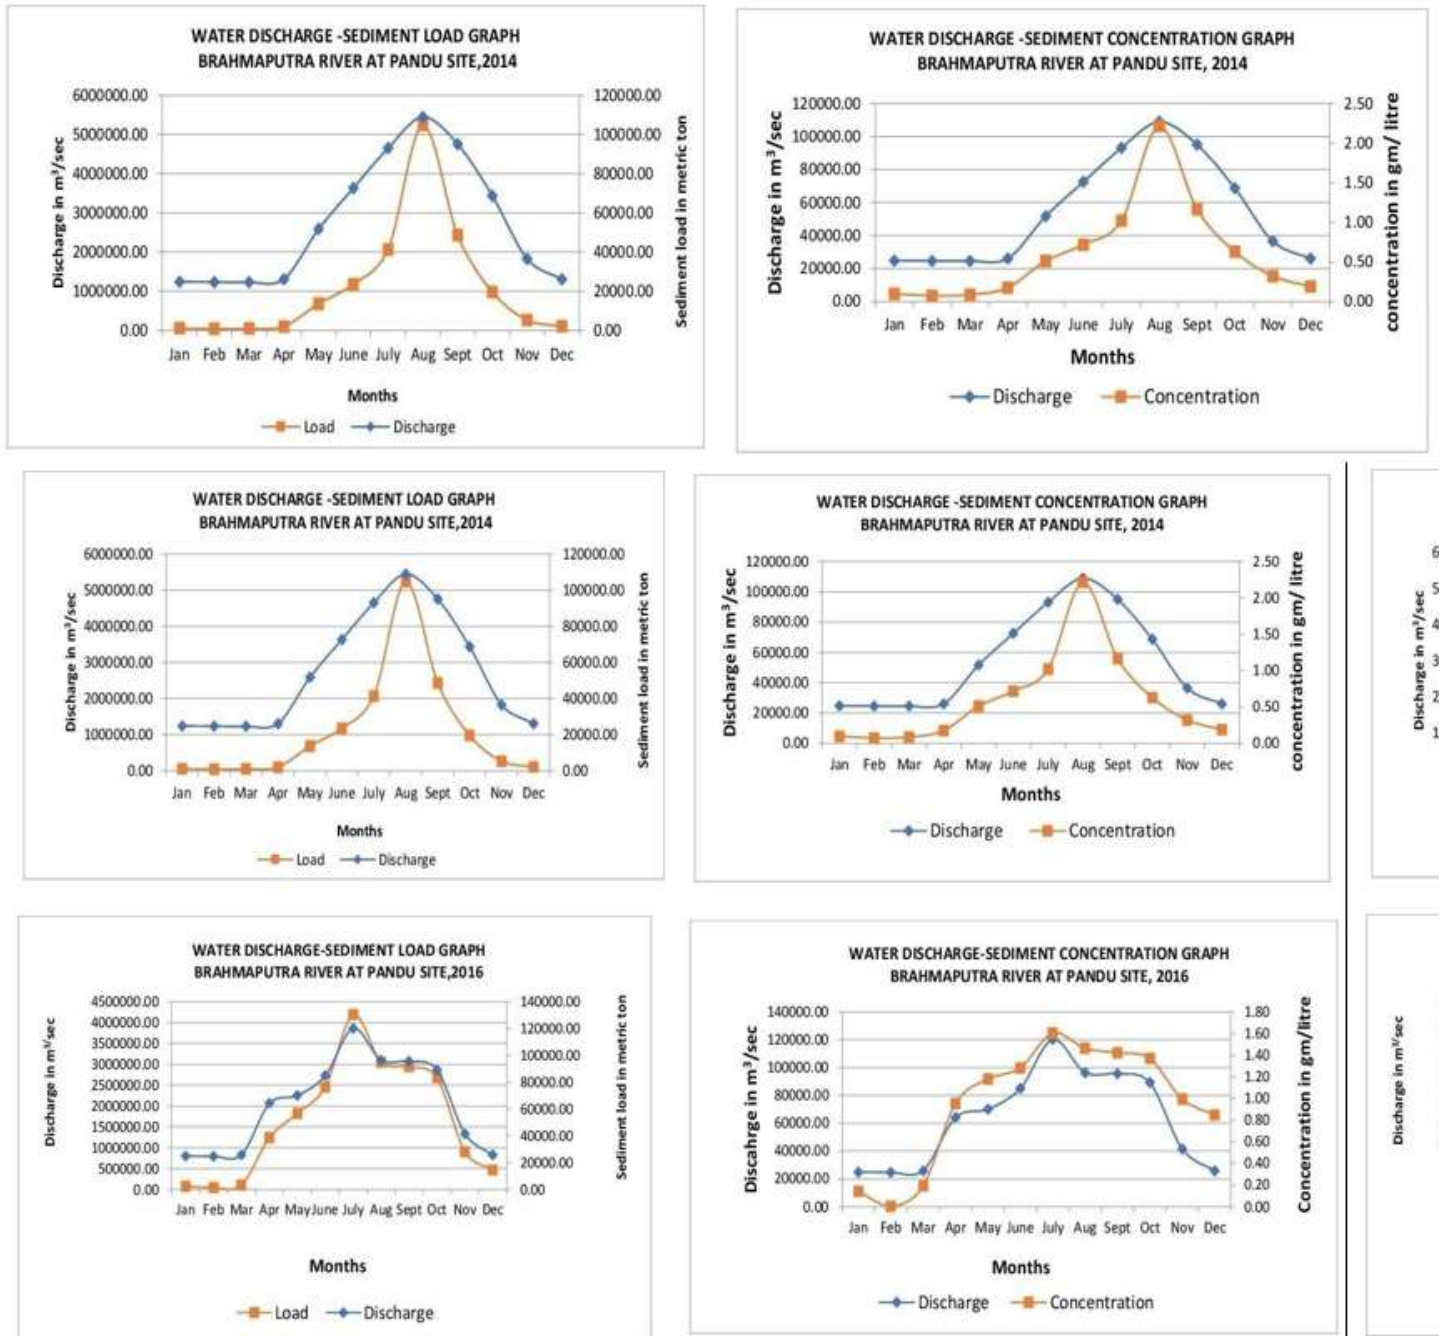 WATER DISCHARGE -SEDIMENT LOAD GRAPH
BRAHMAPUTRA RIVER AT PANDU SITE,2014
Discharge in m³/sec
6000000.00
5000000.00
4000000.00
3000000.00
2000000.00
1000000.00
0.00
120000.00
100000.00
80000.00
60000.00
40000.00
20000.00
0.00
Sediment load in metric ton
Jan Feb Mar Apr May June July Aug Sept Oct Nov Dec
Months
Load Discharge
WATER DISCHARGE -SEDIMENT CONCENTRATION GRAPH
BRAHMAPUTRA RIVER AT PANDU SITE, 2014
Discharge in m³/sec
120000.00
100000.00
80000.00
60000.00
40000.00
20000.00
0.00
2.50
2.00
1.50
1.00
0.50
0.00
concentration in gm/ litre
Jan Feb Mar Apr May June July Aug Sept Oct Nov Dec
Months
Discharge Concentration
WATER DISCHARGE -SEDIMENT LOAD GRAPH
BRAHMAPUTRA RIVER AT PANDU SITE,2014
Discharge in m³/sec
6000000.00
5000000.00
4000000.00
3000000.00
2000000.00
1000000.00
0.00
120000.00
100000.00
80000.00
60000.00
40000.00
20000.00
0.00
Sediment load in metric ton
Jan Feb Mar Apr May June July Aug Sept Oct Nov Dec
Months
Load Discharge
WATER DISCHARGE -SEDIMENT CONCENTRATION GRAPH
BRAHMAPUTRA RIVER AT PANDU SITE, 2014
Discharge in m³/sec
120000.00
100000.00
80000.00
60000.00
40000.00
20000.00
0.00
2.50
2.00
1.50
1.00
0.50
0.00
concentration in gm/ litre
Jan Feb Mar Apr May June July Aug Sept Oct Nov Dec
Months
Discharge Concentration
Discharge in m³/sec
6
5
4
3
2
1
WATER DISCHARGE-SEDIMENT LOAD GRAPH
BRAHMAPUTRA RIVER AT PANDU SITE,2016
Discharge in m³/sec
4500000.00
4000000.00
3500000.00
3000000.00
2500000.00
2000000.00
1500000.00
1000000.00
500000.00
0.00
140000.00
120000.00
100000.00
80000.00
60000.00
40000.00
20000.00
0.00
Sediment load in metric ton
Jan Feb Mar Apr May June July Aug Sept Oct Nov Dec
Months
Load Discharge
WATER DISCHARGE-SEDIMENT CONCENTRATION GRAPH
BRAHMAPUTRA RIVER AT PANDU SITE, 2016
Discahrge in m³/sec
140000.00
120000.00
100000.00
80000.00
60000.00
40000.00
20000.00
0.00
1.80
1.60
1.40
1.20
1.00
0.80
0.60
0.40
0.20
0.00
Concentration in gm/litre
Jan Feb Mar Apr May June July Aug Sept Oct Nov Dec
Months
Discharge Concentration
Discharge in m³/sec